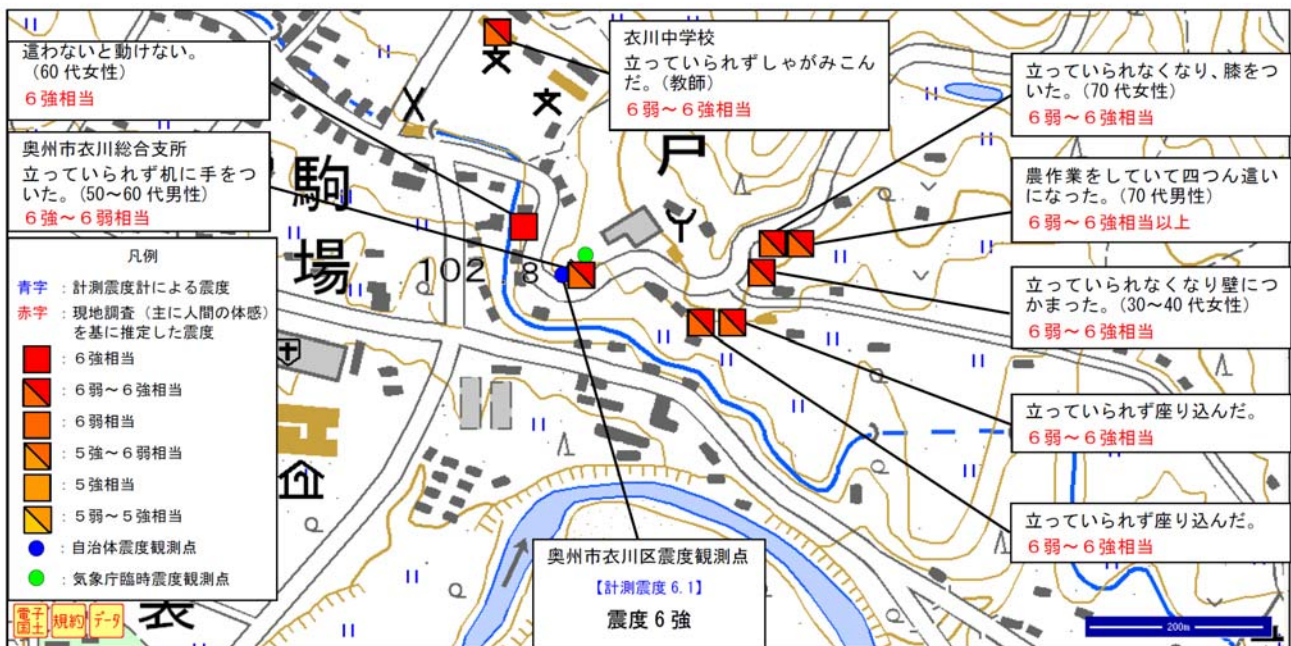 這わないと動けない。
(60代女性)
6強相当
奥州市衣川総合支所
立っていられず机に手をつ
いた。(50~60代男性)
6強~6弱相当
衣川中学校
立っていられずしゃがみこん
だ。(教師)
6弱~6強相当
立っていられなくなり、膝をつ
いた。(70代女性)
6弱~6強相当
農作業をしていて四つん這い
になった。(70代男性)
6弱~6強相当以上
立っていられなくなり壁につ
かまった。(30~40代女性)
6弱~6強相当
立っていられず座り込んだ。
6弱~6強相当
立っていられず座り込んだ。
6弱~6強相当
奥州市衣川区震度観測点
【計測震度 6.1】
震度6強
凡例
青字 : 計測震度計による震度
赤字 : 現地調査(主に人間の体感)
を基に推定した震度
: 6強相当
: 6弱~6強相当
: 6弱相当
: 5強~6弱相当
: 5強相当
: 5弱~5強相当
: 自治体震度観測点
: 気象庁臨時震度観測点
電子
国土
規約
データ
駒
場
戸
102
8
200m